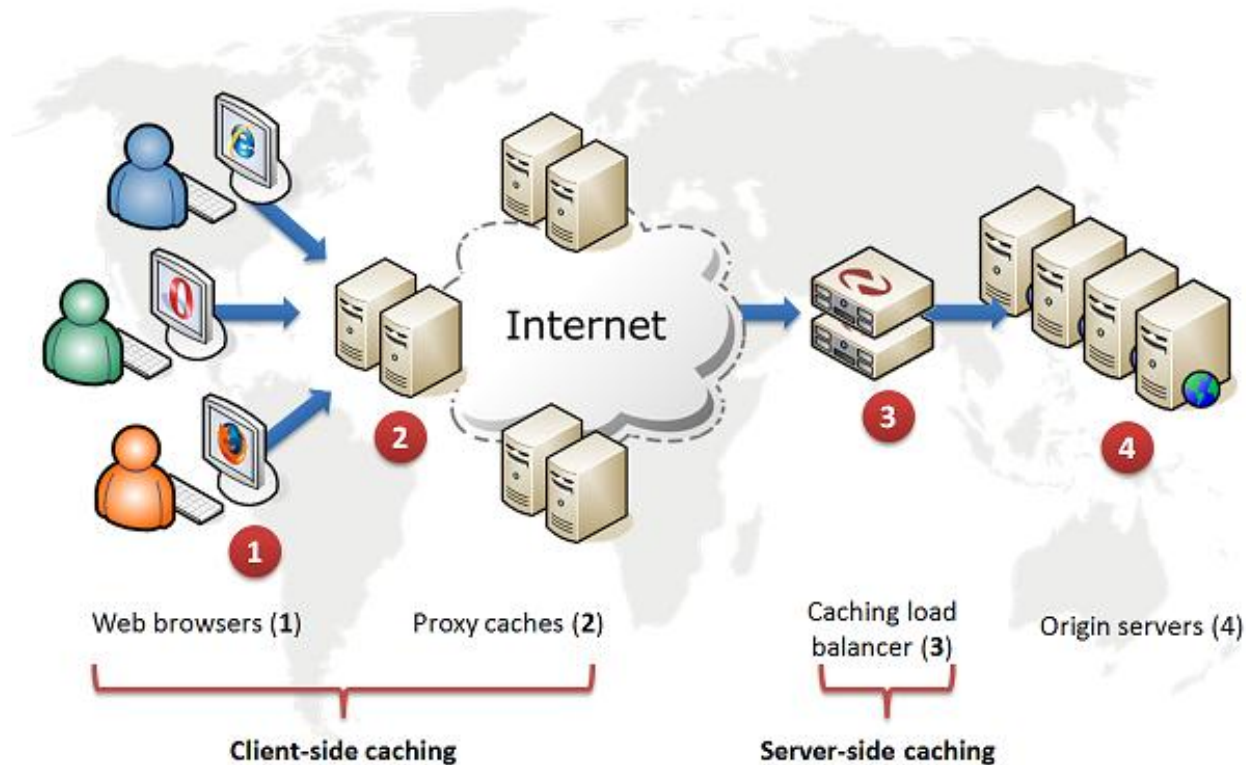 Internet
1
2
3
4
Web browsers (1)
Proxy caches (2)
Caching load
balancer (3)
Origin servers (4)
Client-side caching
Server-side caching